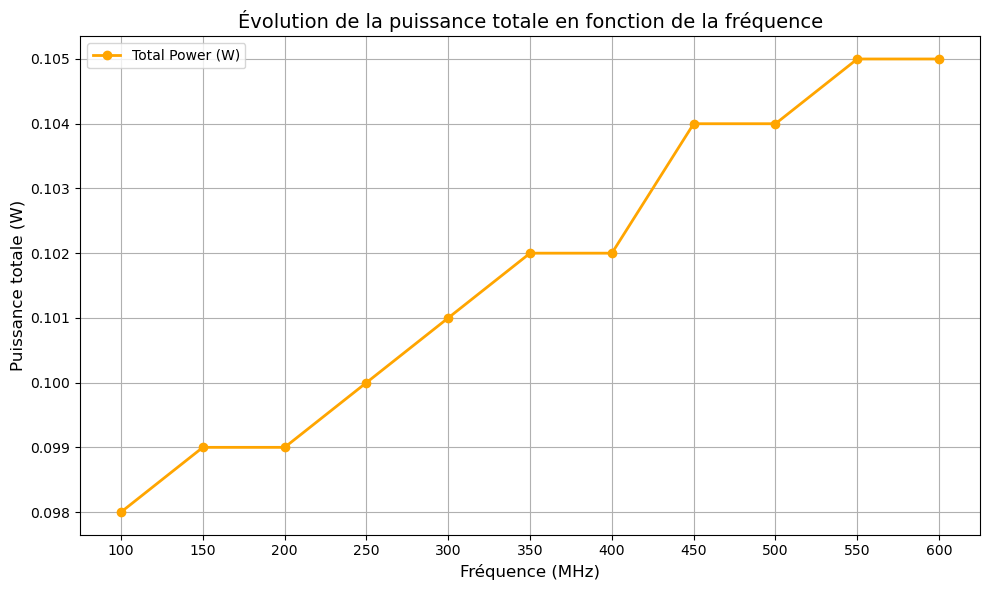 Évolution de la puissance totale en fonction de la fréquence
Total Power (W)
Puissance totale (W)
0.105
0.104
0.103
0.102
0.101
0.100
0.099
0.098
100 150 200 250 300 350 400 450 500 550 600
Fréquence (MHz)